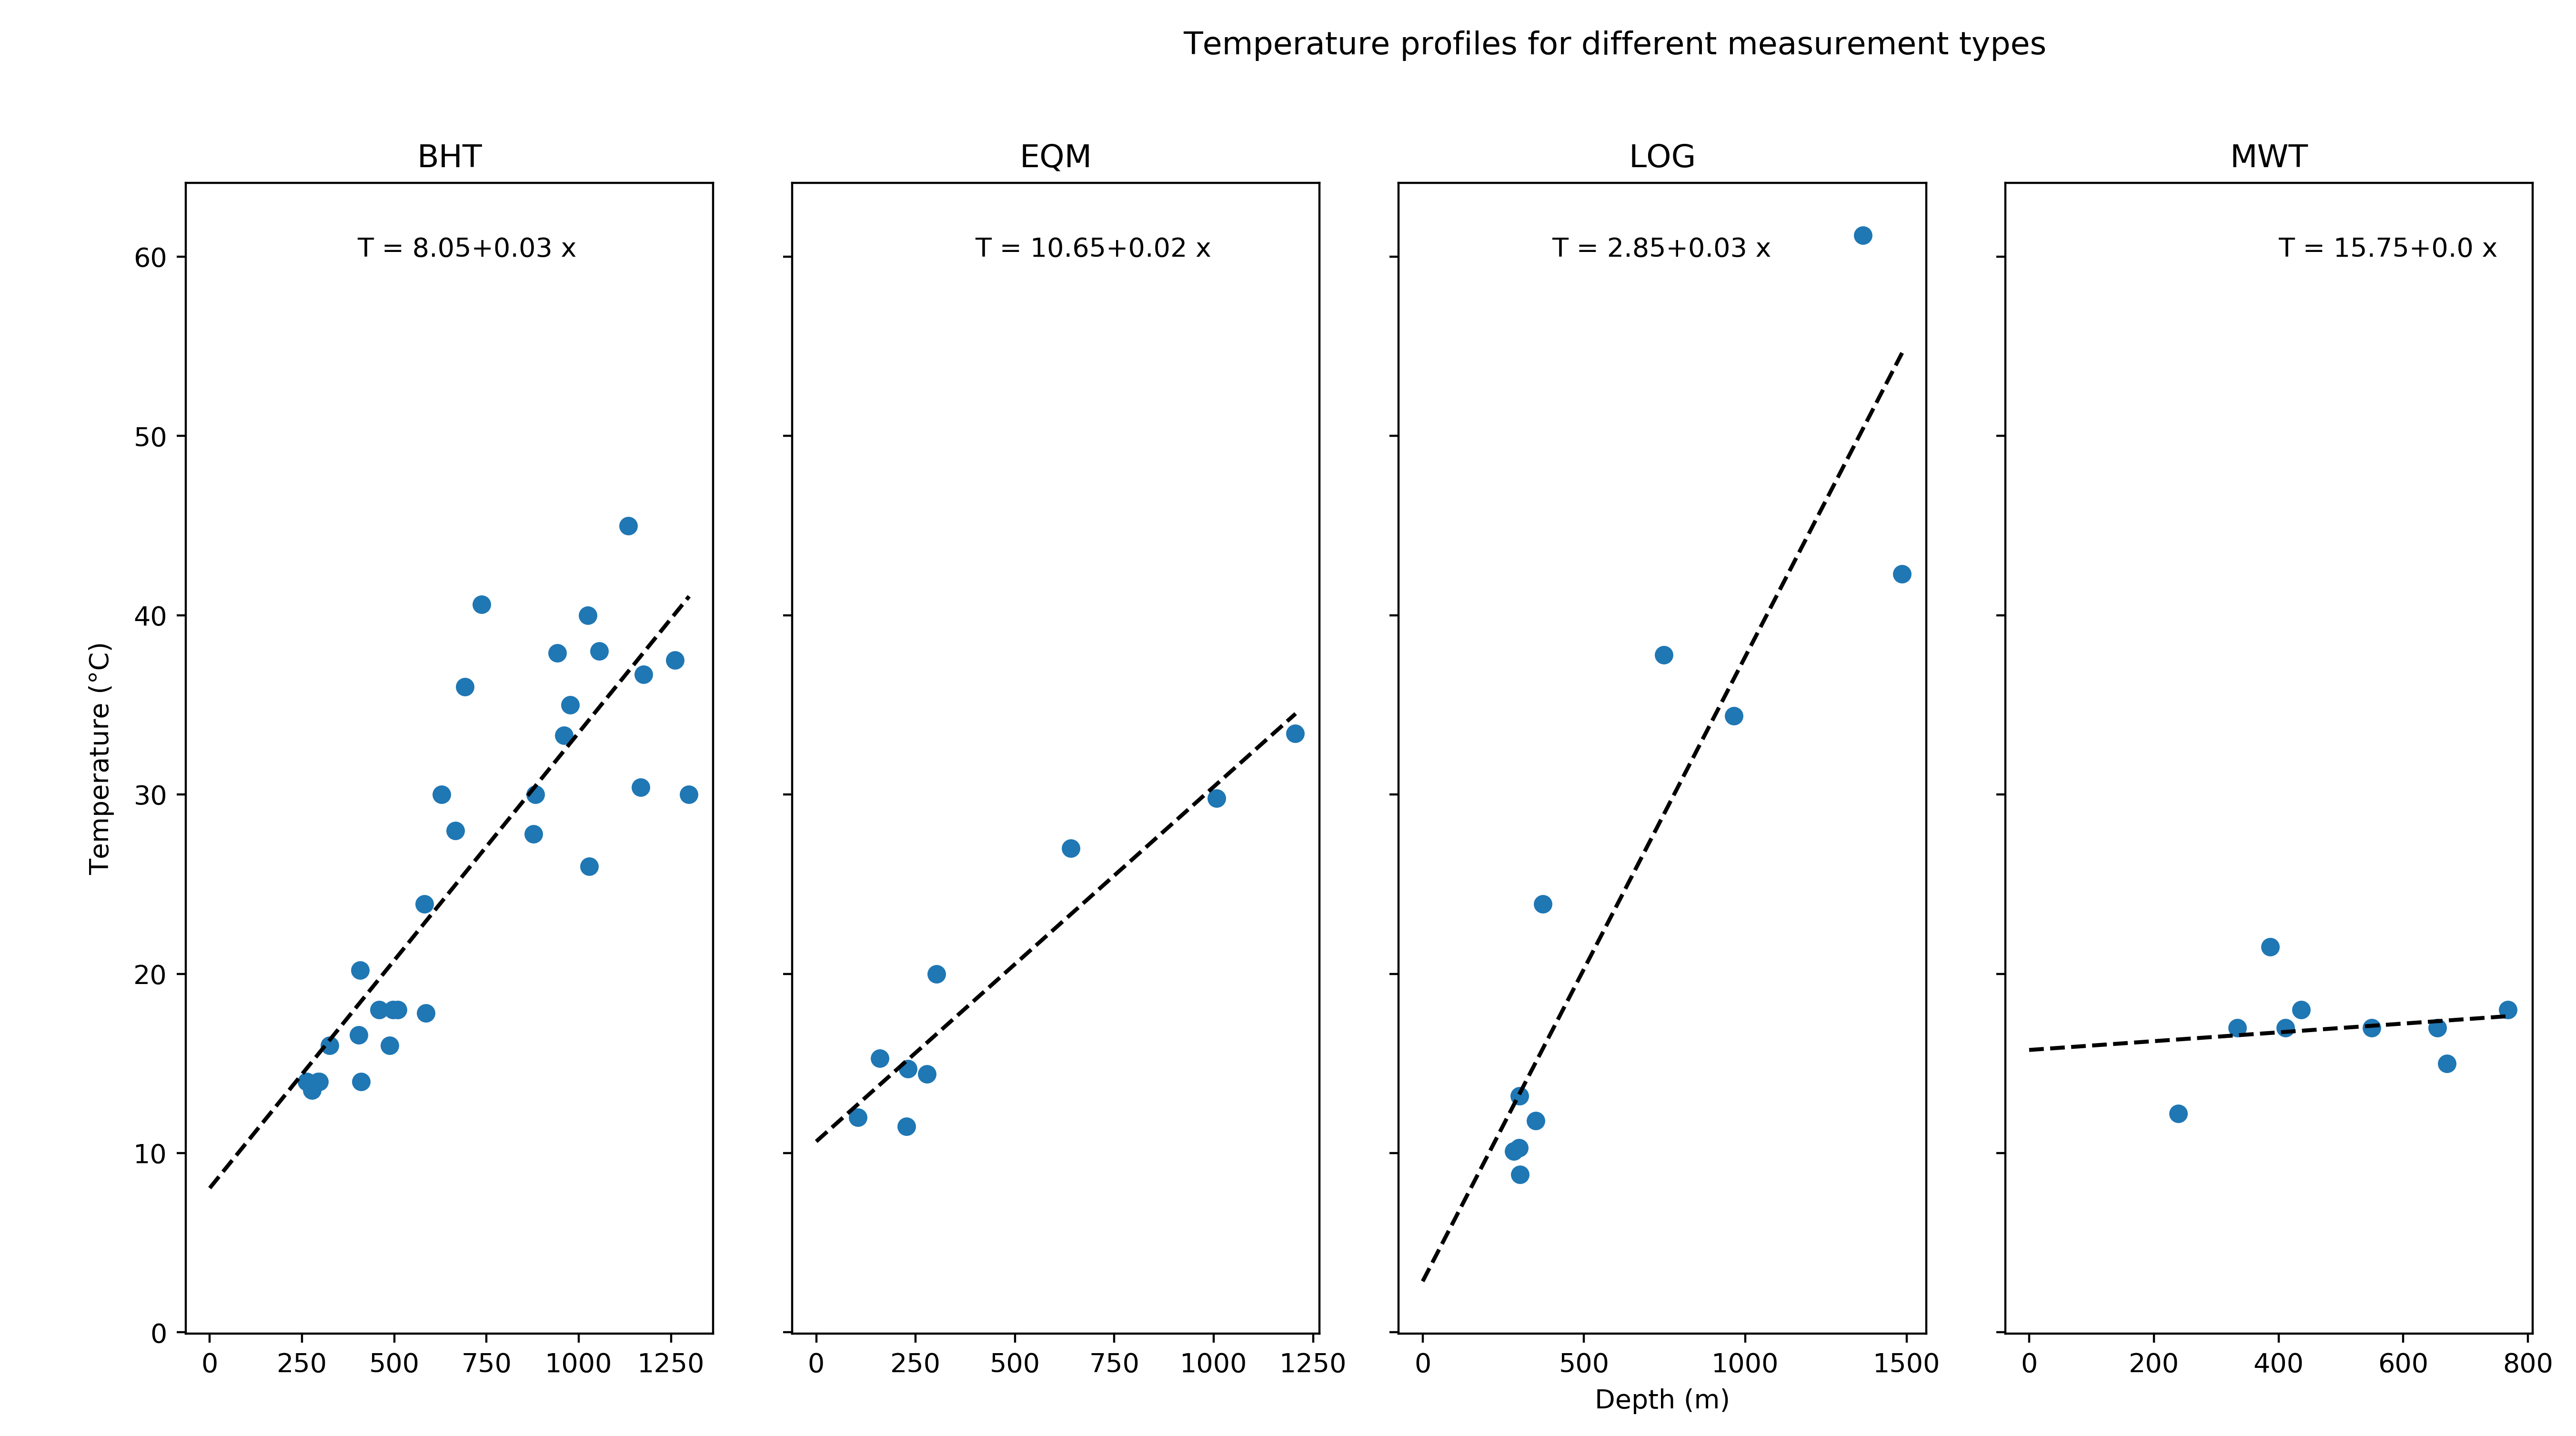 Temperature profiles for different measurement types
BHT
EQM
LOG
MWT
T = 8.05+0.03 x
T = 10.65+0.02 x
T = 2.85+0.03 x
T = 15.75+0.0 x
60
50
40
30
20
10
0
Temperature (°C)
0 250 500 750 1000 1250
0 250 500 750 1000 1250
0 500 1000 1500
0 200 400 600 800
Depth (m)